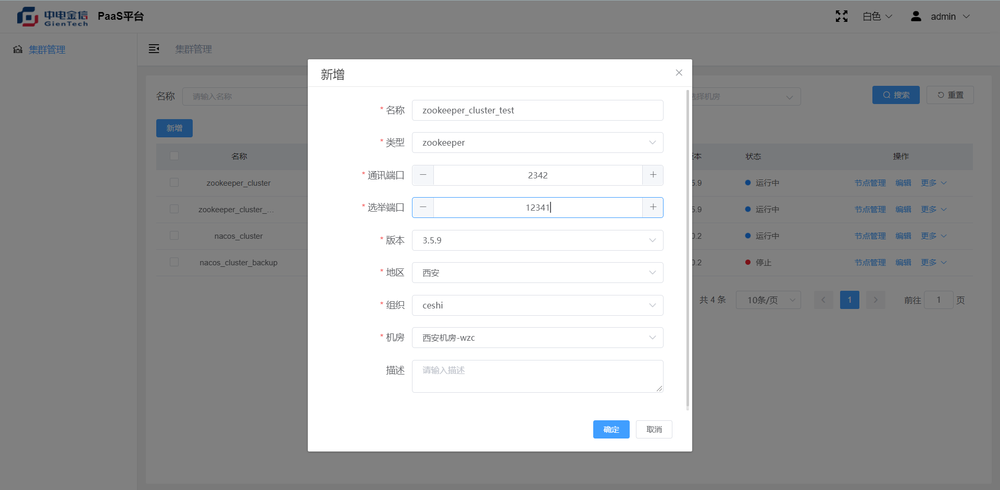 中电金信
GienTech
PaaS平台
白色
admin
集群管理
集群管理
名称
请输入名称
选择机房
搜索
重置
新增
名称
版本
状态
操作
zookeeper_cluster
5.9
运行中
节点管理
编辑
更多
zookeeper_cluster_...
5.9
运行中
节点管理
编辑
更多
nacos_cluster
0.2
运行中
节点管理
编辑
更多
nacos_cluster_backup
0.2
停止
节点管理
编辑
更多
共 4 条
10条/页
1
前往
1
页
新增
* 名称
zookeeper_cluster_test
* 类型
zookeeper
* 通讯端口
2342
* 选举端口
12341
* 版本
3.5.9
* 地区
西安
* 组织
ceshi
* 机房
西安机房-wzc
描述
请输入描述
确定
取消